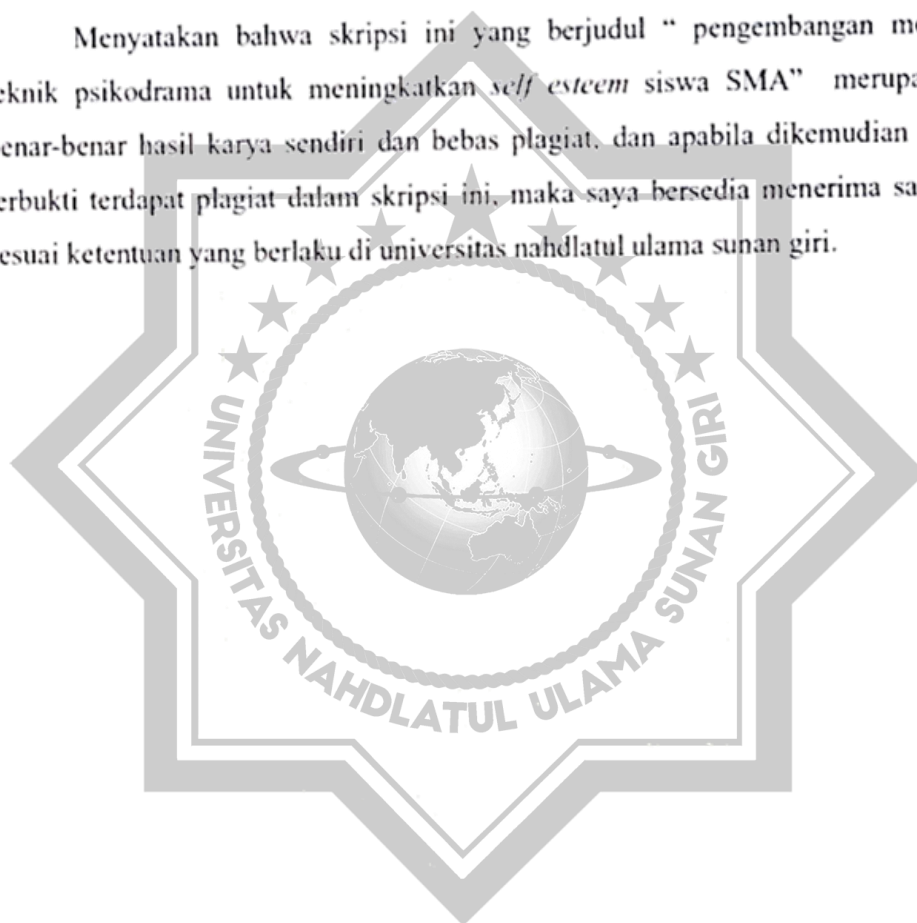 Menyatakan bahwa skripsi ini yang berjudul “ pengembangan
eknik psikodrama untuk meningkatkan self esteem siswa SMA” merupa
enar-benar hasil karya sendiri dan bebas plagiat, dan apabila dikemudian
erbukti terdapat plagiat dalam skripsi ini, maka saya bersedia menerima sa
esuai ketentuan yang berlaku di universitas nahdlatul ulama sunan giri.
UNIVERSITAS NAHDLATUL ULAMA SUNAN GIRI